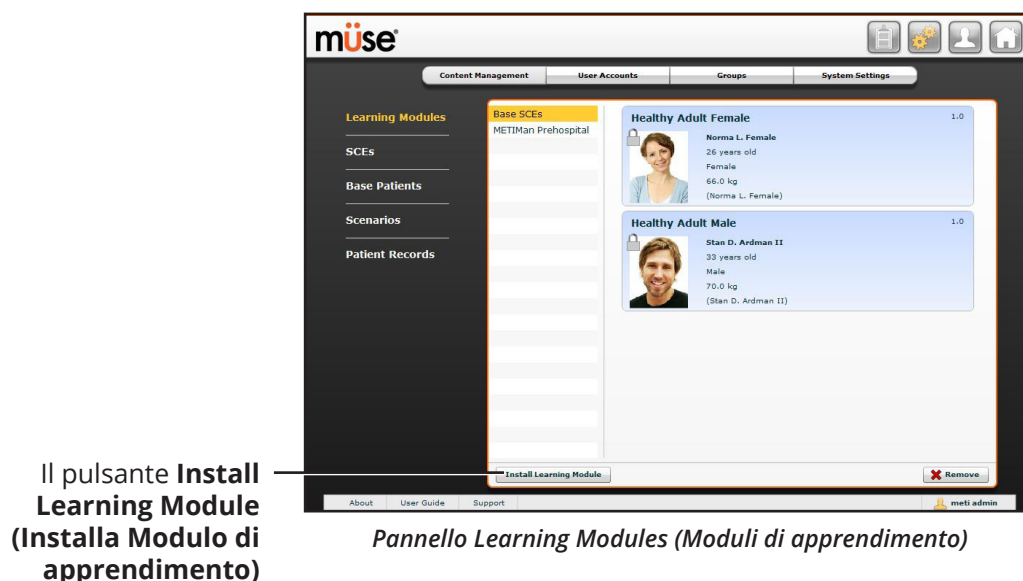 müse
Content Management
User Accounts
Groups
System Settings
Learning Modules
SCEs
Base Patients
Scenarios
Patient Records
Base SCEs
METIMan Prehospital
Healthy Adult Female
1.0
Norma L. Female
26 years old
Female
66.0 kg
(Norma L. Female)
Healthy Adult Male
1.0
Stan D. Ardman II
33 years old
Male
70.0 kg
(Stan D. Ardman II)
Install Learning Module
Remove
About
User Guide
Support
meti admin
Il pulsante Install
Learning Module
(Installa Modulo di
apprendimento)
Pannello Learning Modules (Moduli di apprendimento)